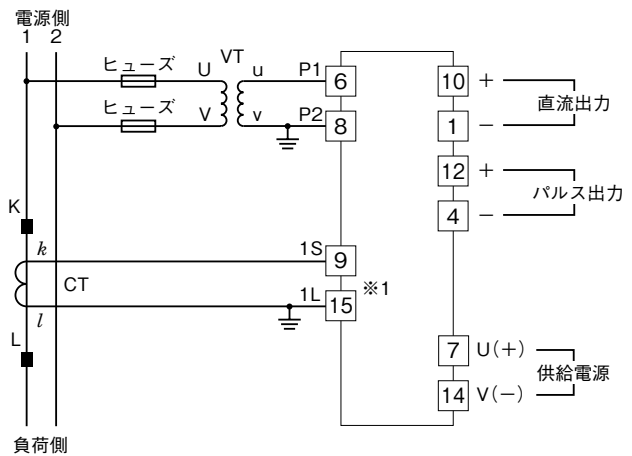 電源側
1 2
ヒューズ U VT u P1 6
ヒューズ V v P2 8
10 + 直流出力
1 −
12 + パルス出力
4 −
K
k 1S 9
CT
l 1L 15 ※1
L
7 U(+) 供給電源
14 V(−)
負荷側